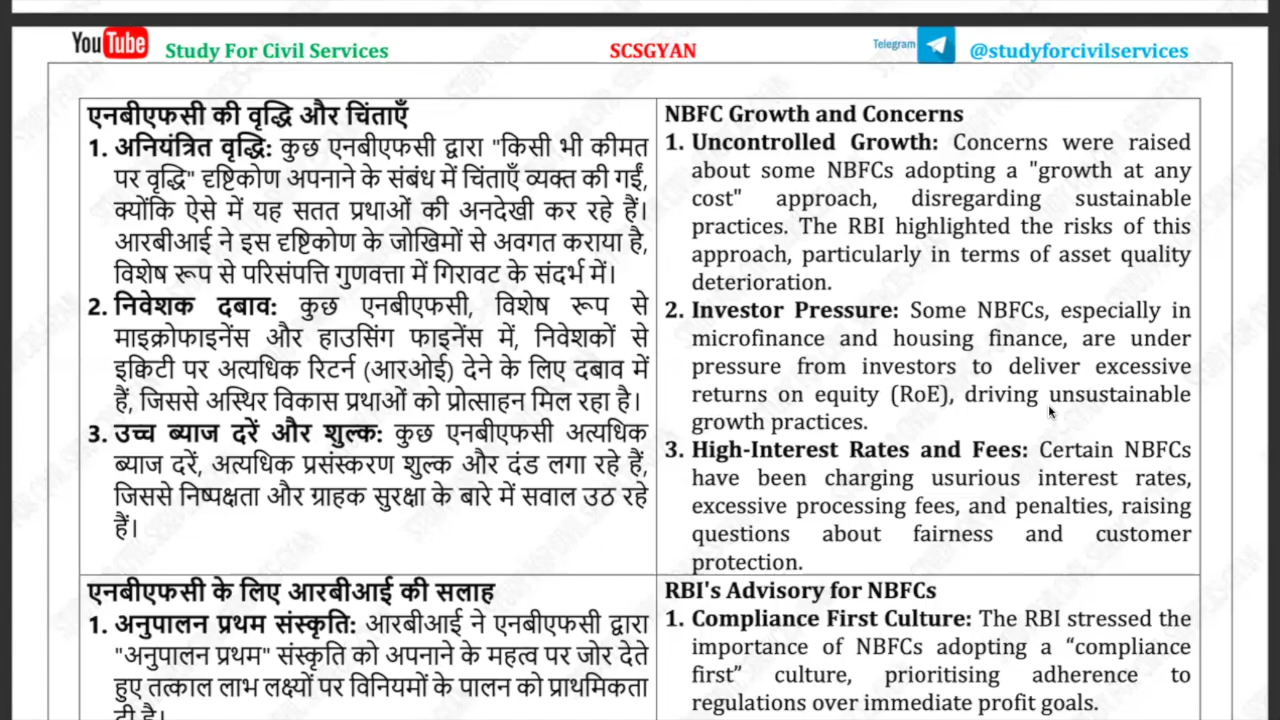 YouTube Study For Civil Services SCSGYAN Telegram @studyforcivilservices
एनबीएफसी की वृद्धि और चिंताएँ
1. अनियंत्रित वृद्धि: कुछ एनबीएफसी द्वारा "किसी भी कीमत
पर वृद्धि" दृष्टिकोण अपनाने के संबंध में चिंताएँ व्यक्त की गईं,
क्योंकि ऐसे में यह सतत प्रथाओं की अनदेखी कर रहे हैं।
आरबीआई ने इस दृष्टिकोण के जोखिमों से अवगत कराया है,
विशेष रूप से परिसंपत्ति गुणवत्ता में गिरावट के संदर्भ में।
2. निवेशक दबाव: कुछ एनबीएफसी, विशेष रूप से
माइक्रोफाइनेंस और हाउसिंग फाइनेंस में, निवेशकों से
इक्विटी पर अत्यधिक रिटर्न (आरओई) देने के लिए दबाव में
हैं, जिससे अस्थिर विकास प्रथाओं को प्रोत्साहन मिल रहा है।
3. उच्च ब्याज दरें और शुल्क: कुछ एनबीएफसी अत्यधिक
ब्याज दरें, अत्यधिक प्रसंस्करण शुल्क और दंड लगा रहे हैं,
जिससे निष्पक्षता और ग्राहक सुरक्षा के बारे में सवाल उठ रहे
हैं।
NBFC Growth and Concerns
1. Uncontrolled Growth: Concerns were raised
about some NBFCs adopting a "growth at any
cost" approach, disregarding sustainable
practices. The RBI highlighted the risks of this
approach, particularly in terms of asset quality
deterioration.
2. Investor Pressure: Some NBFCs, especially in
microfinance and housing finance, are under
pressure from investors to deliver excessive
returns on equity (RoE), driving unsustainable
growth practices.
3. High-Interest Rates and Fees: Certain NBFCs
have been charging usurious interest rates,
excessive processing fees, and penalties, raising
questions about fairness and customer
protection.
एनबीएफसी के लिए आरबीआई की सलाह
1. अनुपालन प्रथम संस्कृति: आरबीआई ने एनबीएफसी द्वारा
"अनुपालन प्रथम" संस्कृति को अपनाने के महत्व पर जोर देते
हुए तत्काल लाभ लक्ष्यों पर विनियमों के पालन को प्राथमिकता
दी है।
RBI's Advisory for NBFCs
1. Compliance First Culture: The RBI stressed the
importance of NBFCs adopting a “compliance
first” culture, prioritising adherence to
regulations over immediate profit goals.